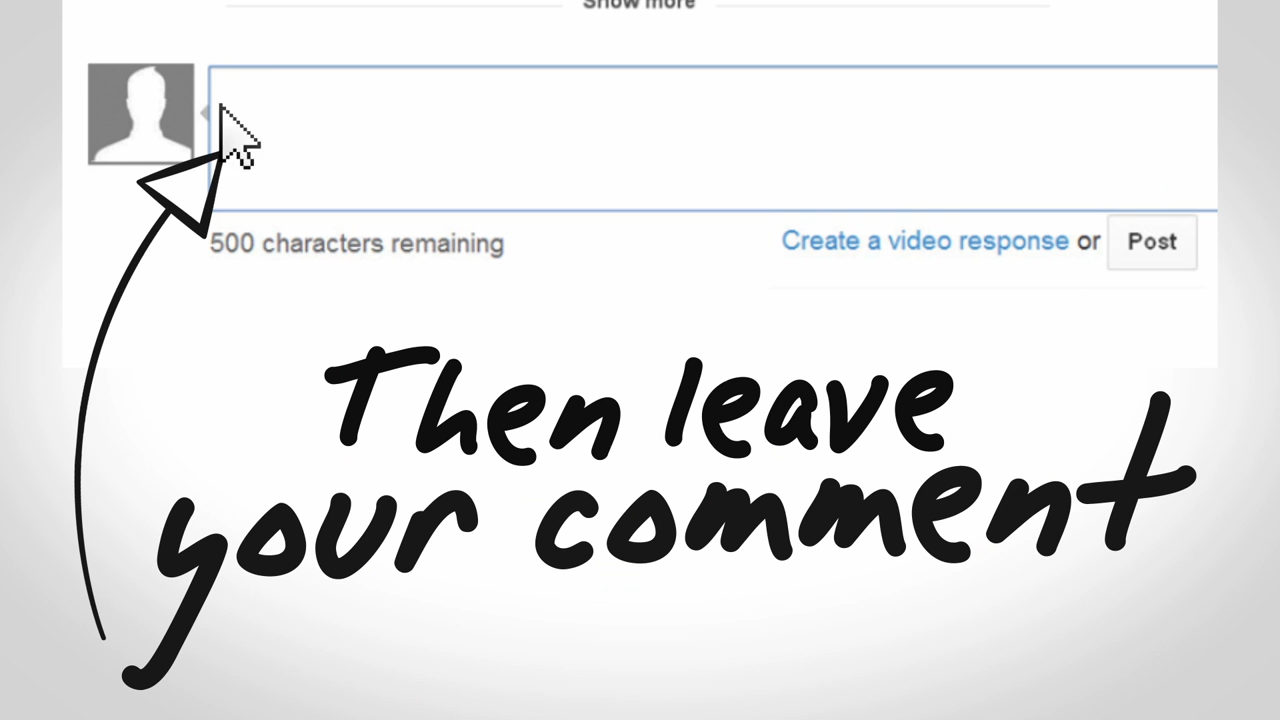 Show more
500 characters remaining
Create a video response or Post
Then leave
your comment